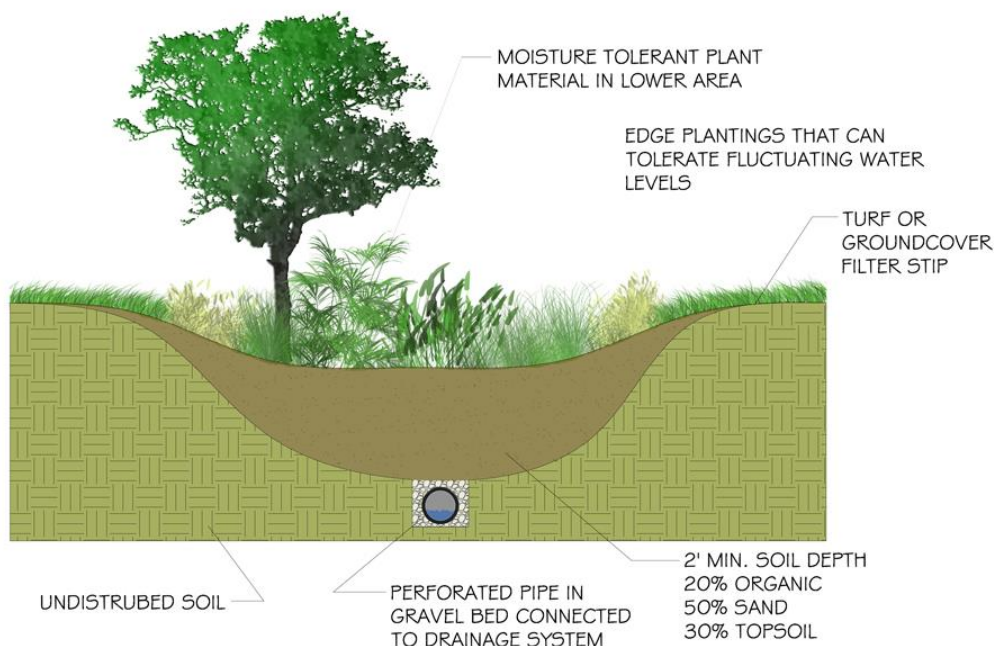 MOISTURE TOLERANT PLANT
MATERIAL IN LOWER AREA
EDGE PLANTINGS THAT CAN
TOLERATE FLUCTUATING WATER
LEVELS
TURF OR
GROUNDCOVER
FILTER STIP
UNDISTRUBED SOIL
PERFORATED PIPE IN
GRAVEL BED CONNECTED
TO DRAINAGE SYSTEM
2' MIN. SOIL DEPTH
20% ORGANIC
50% SAND
30% TOPSOIL